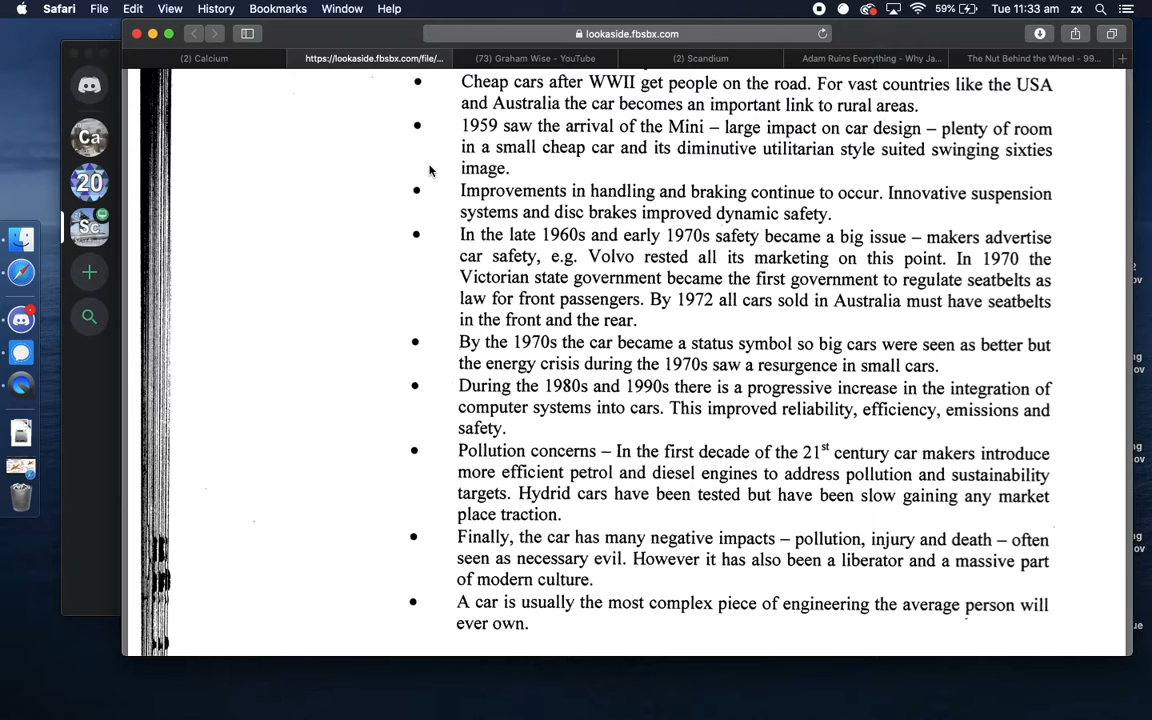 Safari File Edit View History Bookmarks Window Help 59% Tue 11:33 am zx
lookaside.fbsbx.com
(2) Calcium https://lookaside.fbsbx.com/file/... (73) Graham Wise - YouTube (2) Scandium Adam Ruins Everything - Why Ja... The Nut Behind the Wheel - 99...
• Cheap cars after WWII get people on the road. For vast countries like the USA
and Australia the car becomes an important link to rural areas.
• 1959 saw the arrival of the Mini – large impact on car design – plenty of room
in a small cheap car and its diminutive utilitarian style suited swinging sixties
image.
• Improvements in handling and braking continue to occur. Innovative suspension
systems and disc brakes improved dynamic safety.
• In the late 1960s and early 1970s safety became a big issue – makers advertise
car safety, e.g. Volvo rested all its marketing on this point. In 1970 the
Victorian state government became the first government to regulate seatbelts as
law for front passengers. By 1972 all cars sold in Australia must have seatbelts
in the front and the rear.
• By the 1970s the car became a status symbol so big cars were seen as better but
the energy crisis during the 1970s saw a resurgence in small cars.
• During the 1980s and 1990s there is a progressive increase in the integration of
computer systems into cars. This improved reliability, efficiency, emissions and
safety.
• Pollution concerns – In the first decade of the 21st century car makers introduce
more efficient petrol and diesel engines to address pollution and sustainability
targets. Hydrid cars have been tested but have been slow gaining any market
place traction.
• Finally, the car has many negative impacts – pollution, injury and death – often
seen as necessary evil. However it has also been a liberator and a massive part
of modern culture.
• A car is usually the most complex piece of engineering the average person will
ever own.
Ca
20
Sc